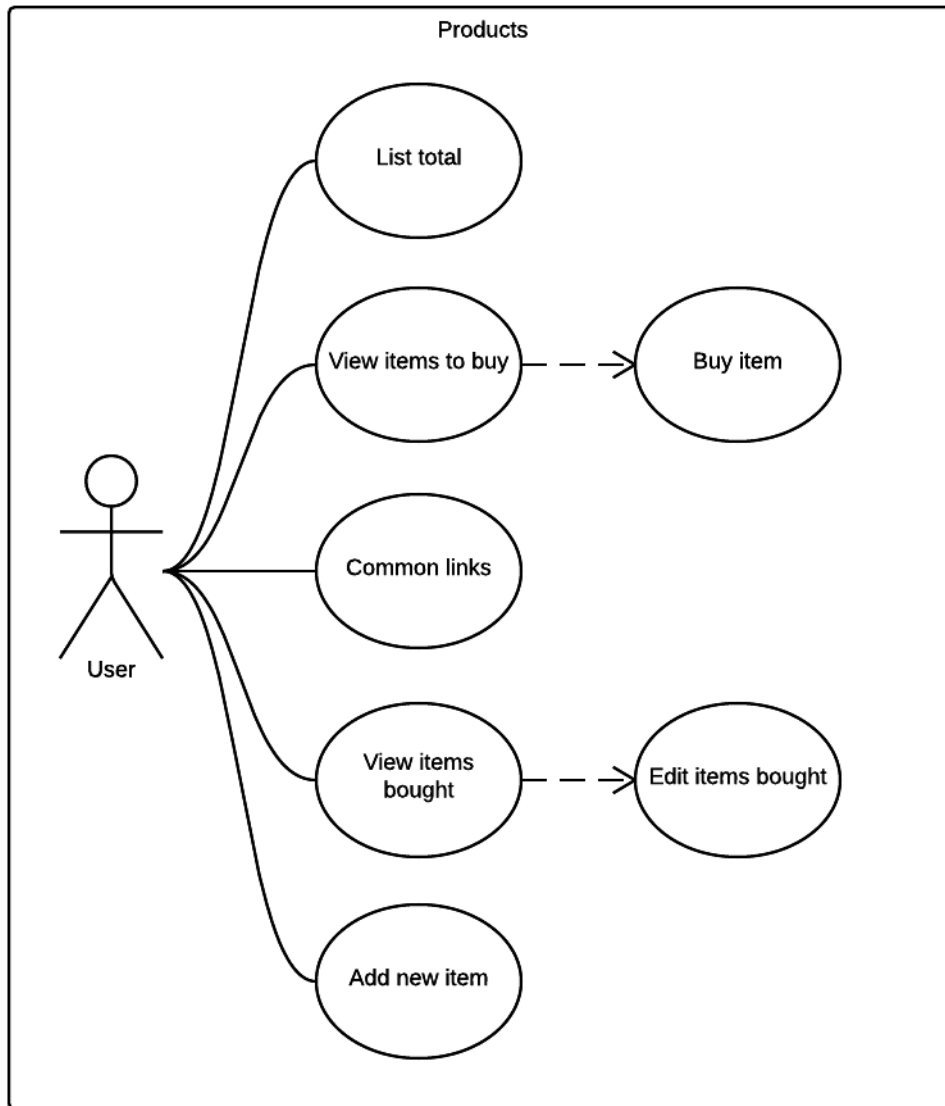 Products
List total
View items to buy
Buy item
Common links
User
View items
bought
Edit items bought
Add new item